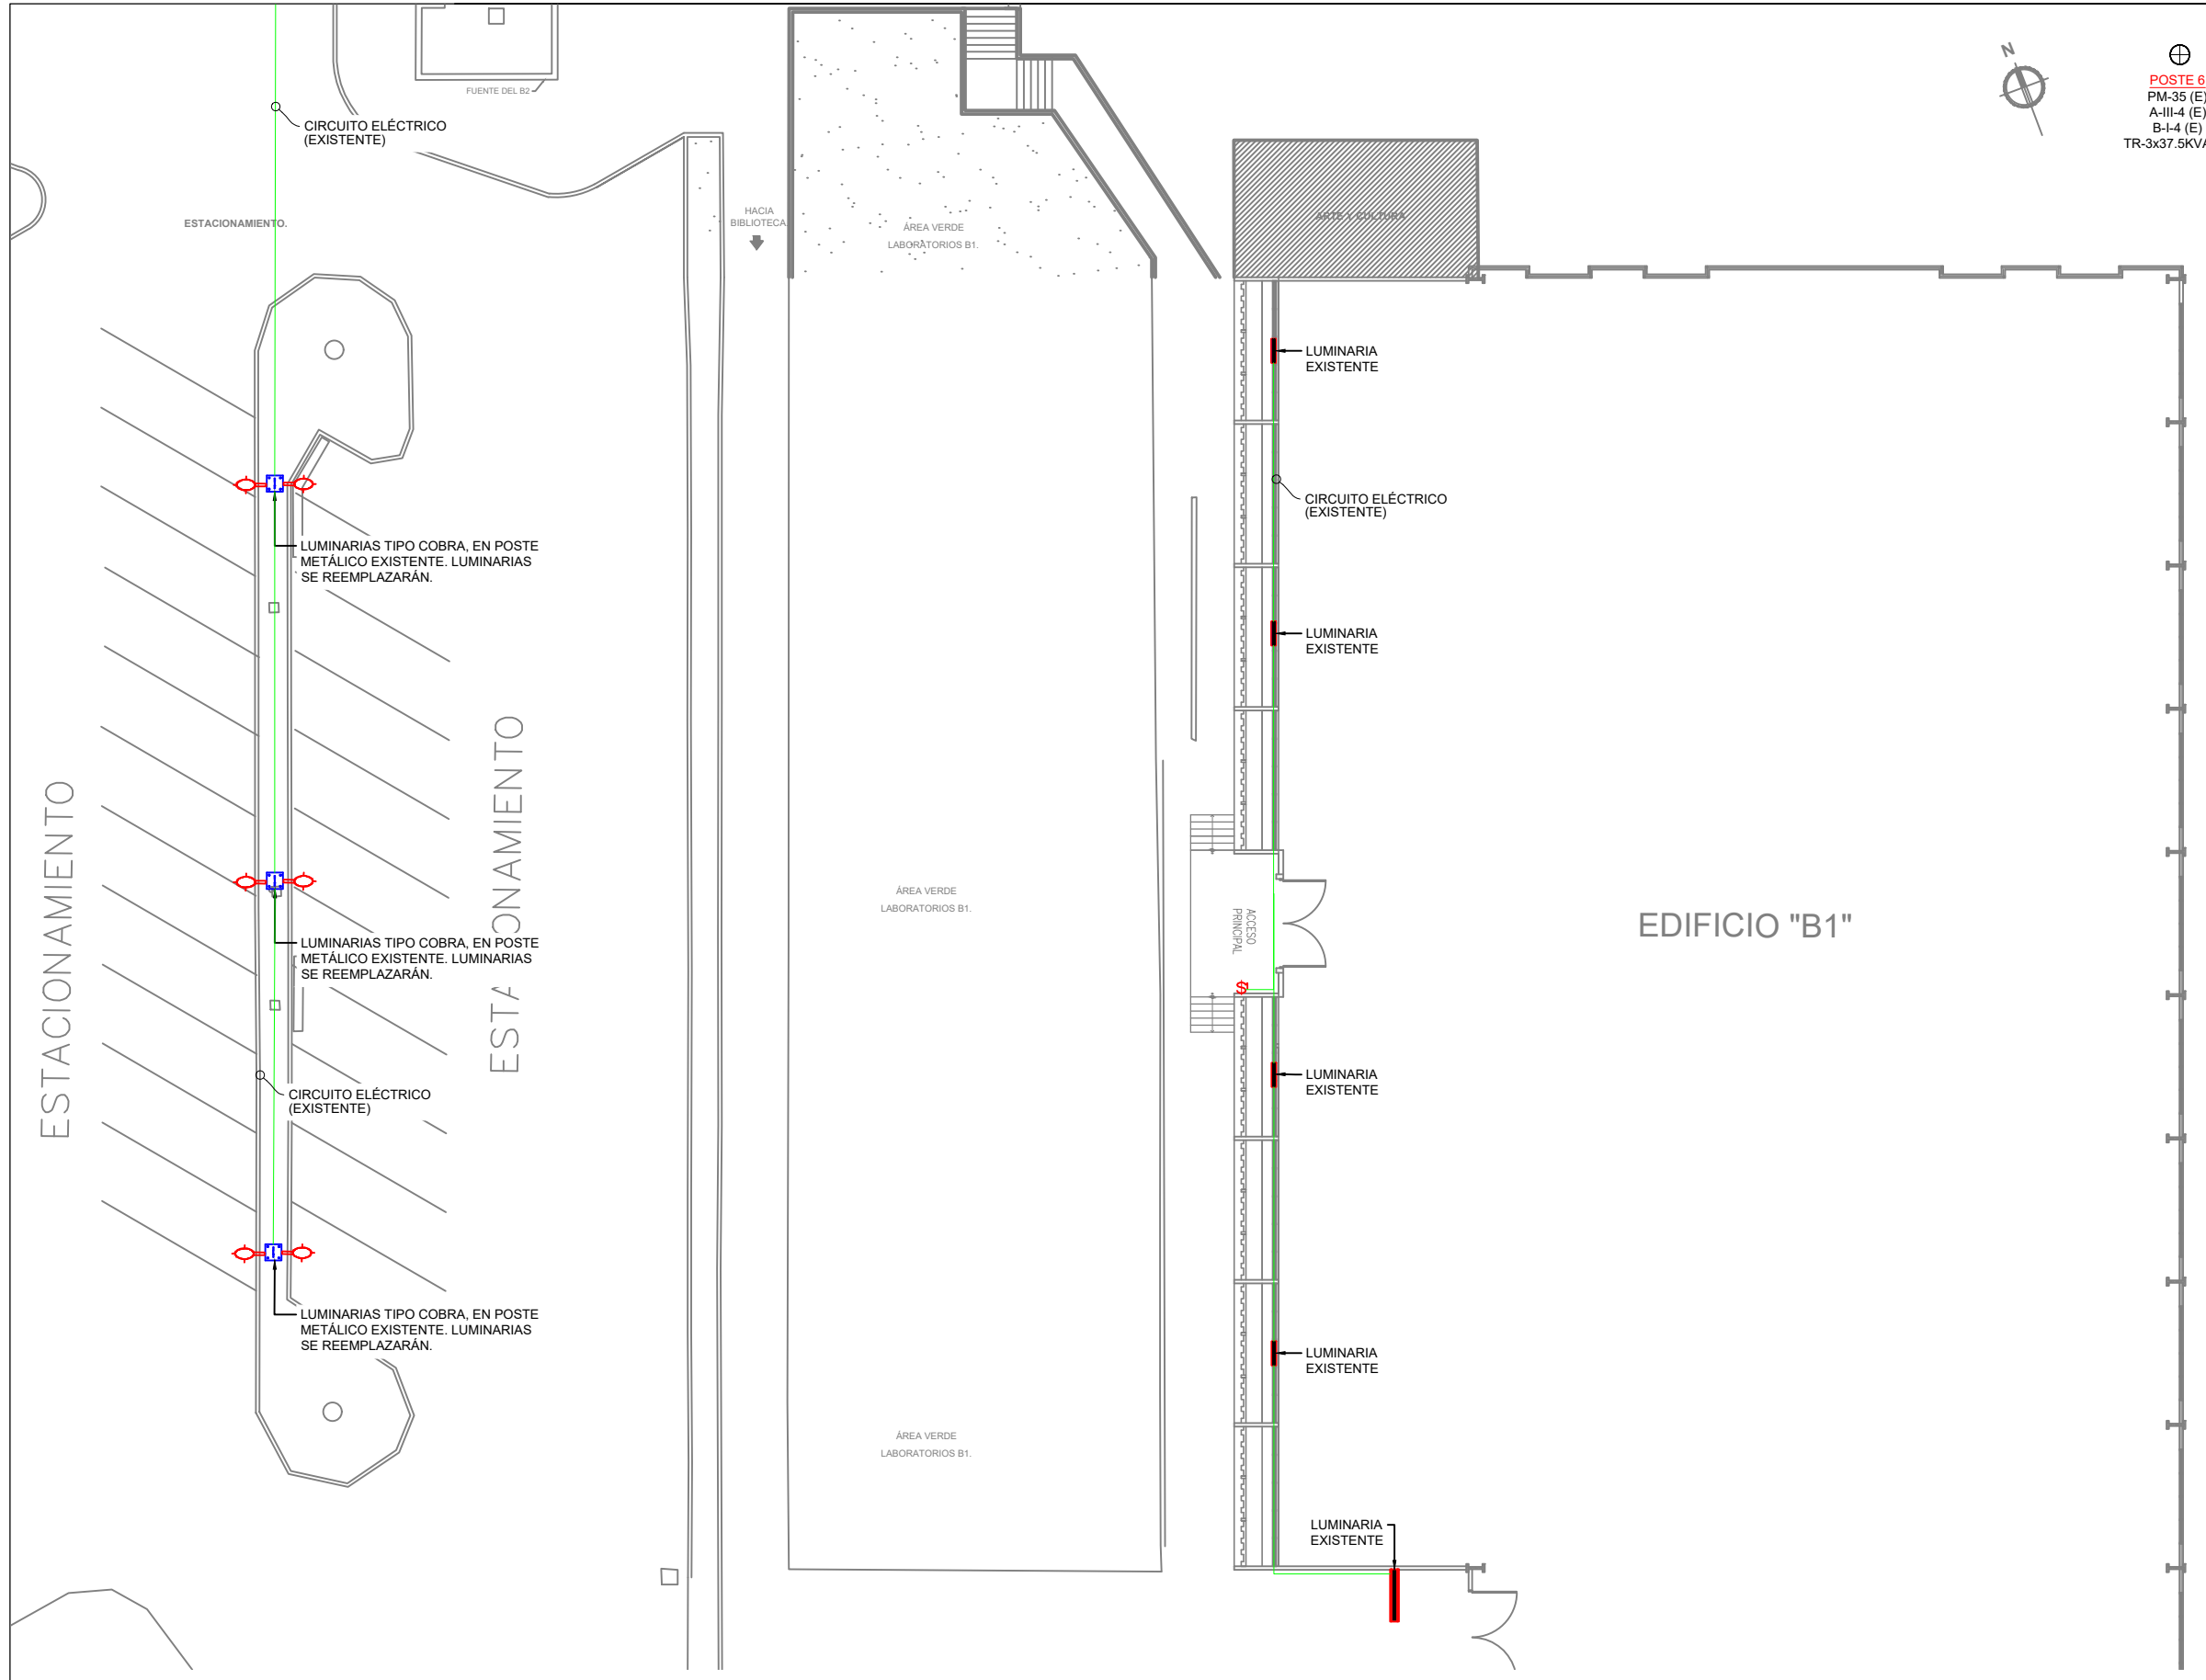 FUENTE DEL B2
CIRCUITO ELÉCTRICO
(EXISTENTE)
N
POSTE 6
PM-35 (E)
A-III-4 (E)
B-I-4 (E)
TR-3x37.5KVA
ESTACIONAMIENTO.
HACIA
BIBLIOTECA
ÁREA VERDE
LABORATORIOS B1.
ARTE Y CULTURA
LUMINARIA
EXISTENTE
CIRCUITO ELÉCTRICO
(EXISTENTE)
LUMINARIAS TIPO COBRA, EN POSTE
METÁLICO EXISTENTE. LUMINARIAS
SE REEMPLAZARÁN.
LUMINARIA
EXISTENTE
ESTACIONAMIENTO
ESTACIONAMIENTO
ÁREA VERDE
LABORATORIOS B1.
ACCESO
PRINCIPAL
EDIFICIO "B1"
LUMINARIAS TIPO COBRA, EN POSTE
METÁLICO EXISTENTE. LUMINARIAS
SE REEMPLAZARÁN.
$
CIRCUITO ELÉCTRICO
(EXISTENTE)
LUMINARIA
EXISTENTE
LUMINARIAS TIPO COBRA, EN POSTE
METÁLICO EXISTENTE. LUMINARIAS
SE REEMPLAZARÁN.
LUMINARIA
EXISTENTE
ÁREA VERDE
LABORATORIOS B1.
LUMINARIA
EXISTENTE